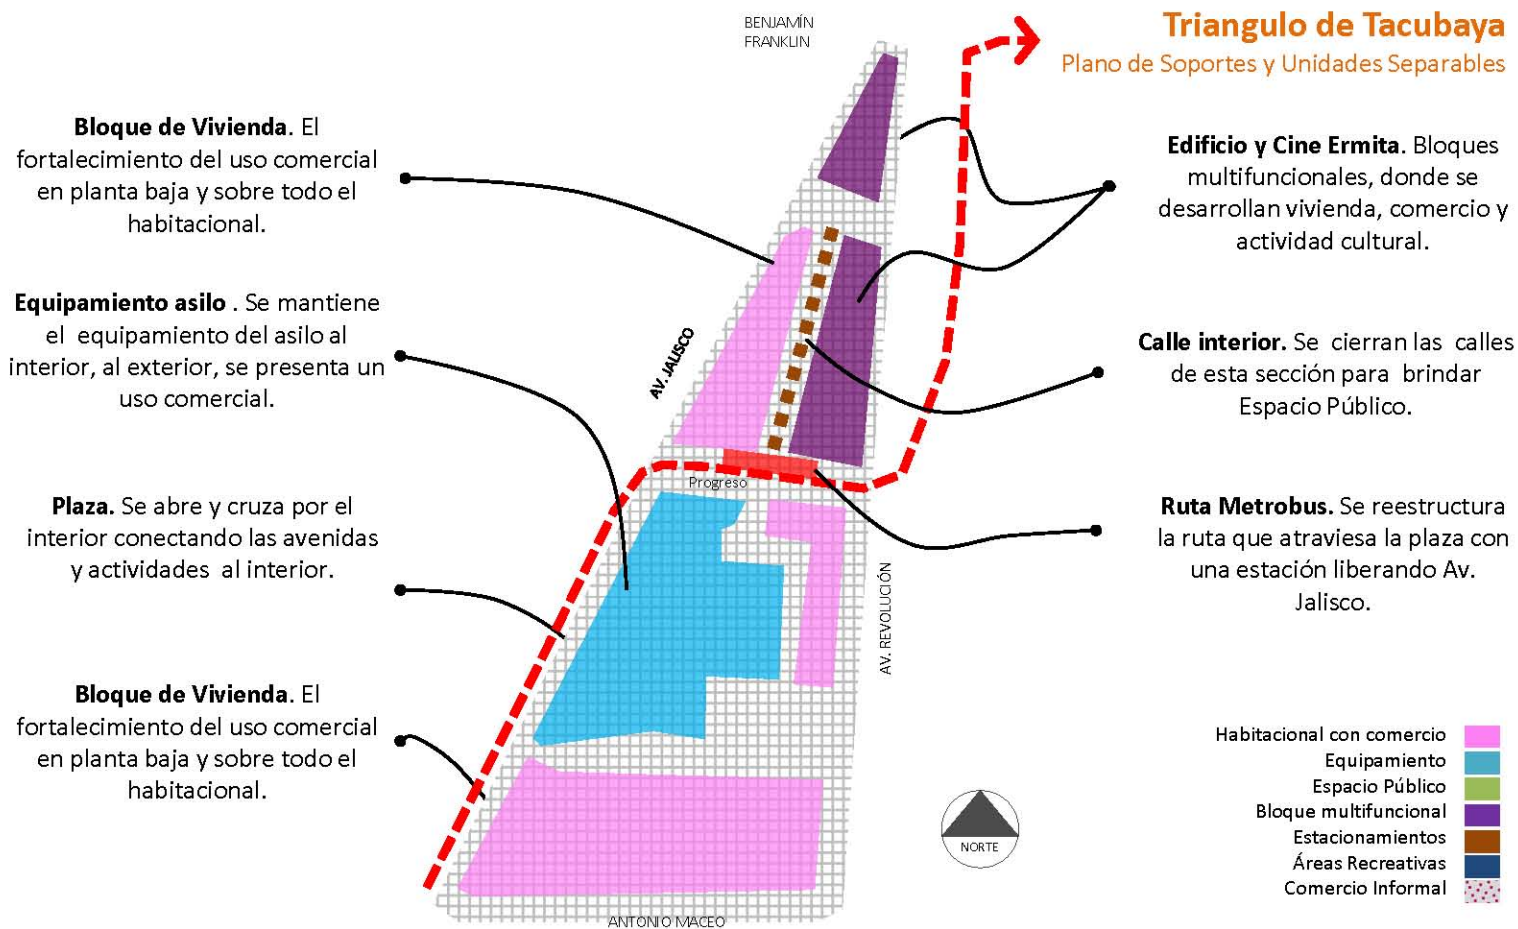 BENJAMÍN
FRANKLIN
Triangulo de Tacubaya
Plano de Soportes y Unidades Separables
Bloque de Vivienda. El
fortalecimiento del uso comercial
en planta baja y sobre todo el
habitacional.
Equipamiento asilo . Se mantiene
el equipamiento del asilo al
interior, al exterior, se presenta un
uso comercial.
Plaza. Se abre y cruza por el
interior conectando las avenidas
y actividades al interior.
Bloque de Vivienda. El
fortalecimiento del uso comercial
en planta baja y sobre todo el
habitacional.
AV. JALISCO
Progreso
AV. REVOLUCIÓN
ANTONIO MACEO
Edificio y Cine Ermita. Bloques
multifuncionales, donde se
desarrollan vivienda, comercio y
actividad cultural.
Calle interior. Se cierran las calles
de esta sección para brindar
Espacio Público.
Ruta Metrobus. Se reestructura
la ruta que atraviesa la plaza con
una estación liberando Av.
Jalisco.
NORTE
Habitacional con comercio
Equipamiento
Espacio Público
Bloque multifuncional
Estacionamientos
Áreas Recreativas
Comercio Informal